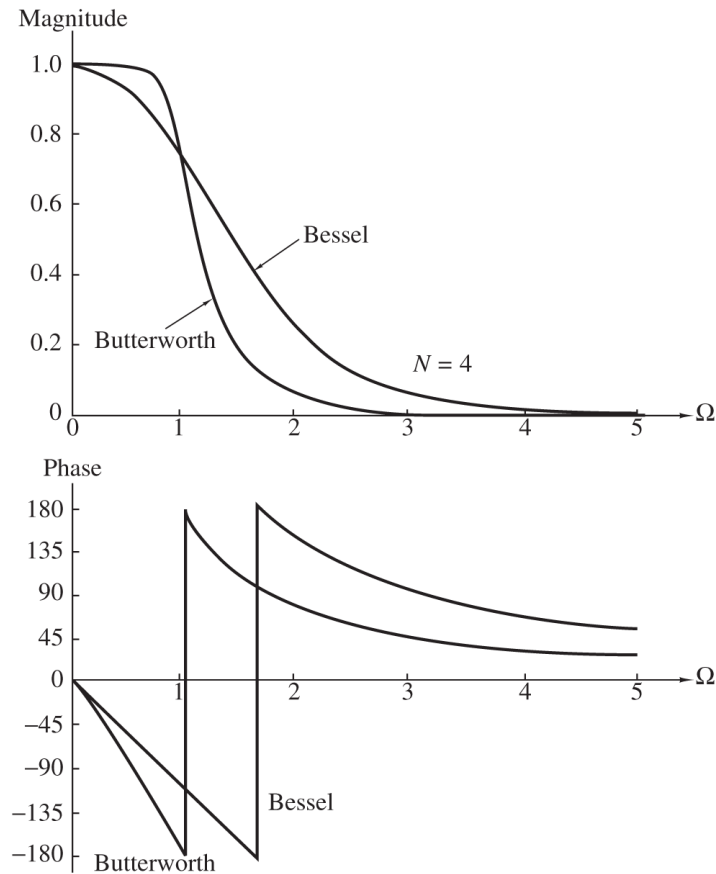 Magnitude
1.0
0.8
0.6
Bessel
0.4
Butterworth
0.2
N = 4
0
0 1 2 3 4 5 Ω
Phase
180
135
90
45
0 1 2 3 4 5 Ω
−45
−90
Bessel
−135
−180
Butterworth